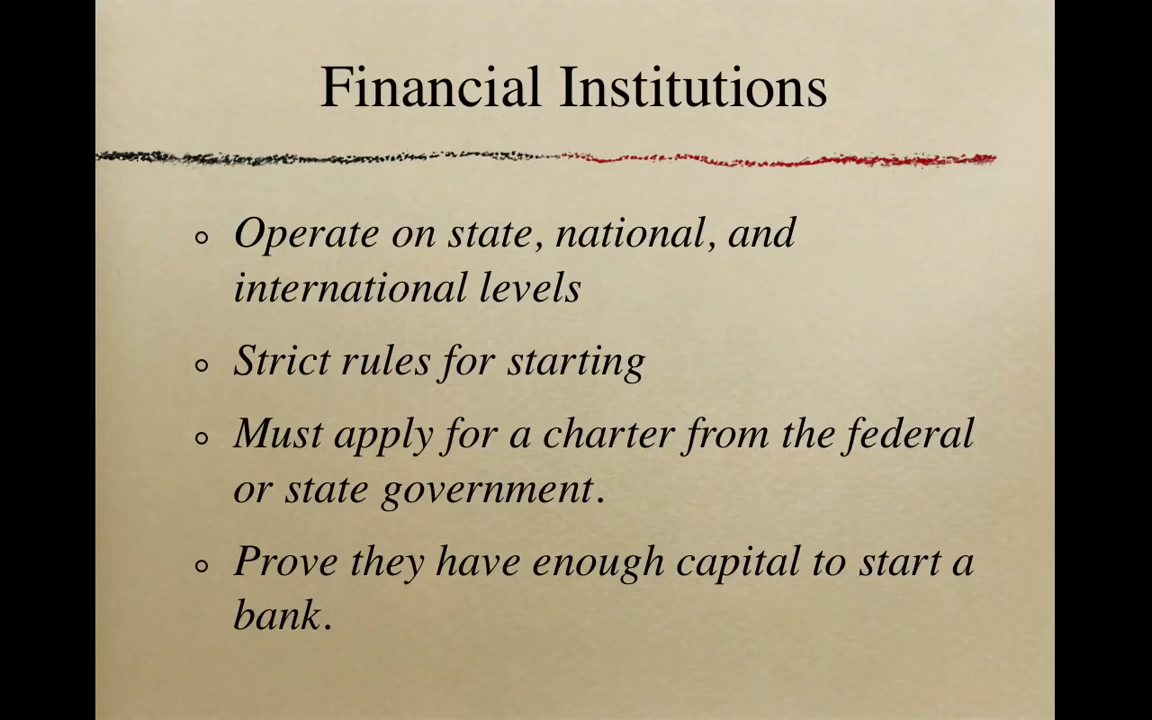 Financial Institutions
Operate on state, national, and
international levels
Strict rules for starting
Must apply for a charter from the federal
or state government.
Prove they have enough capital to start a
bank.